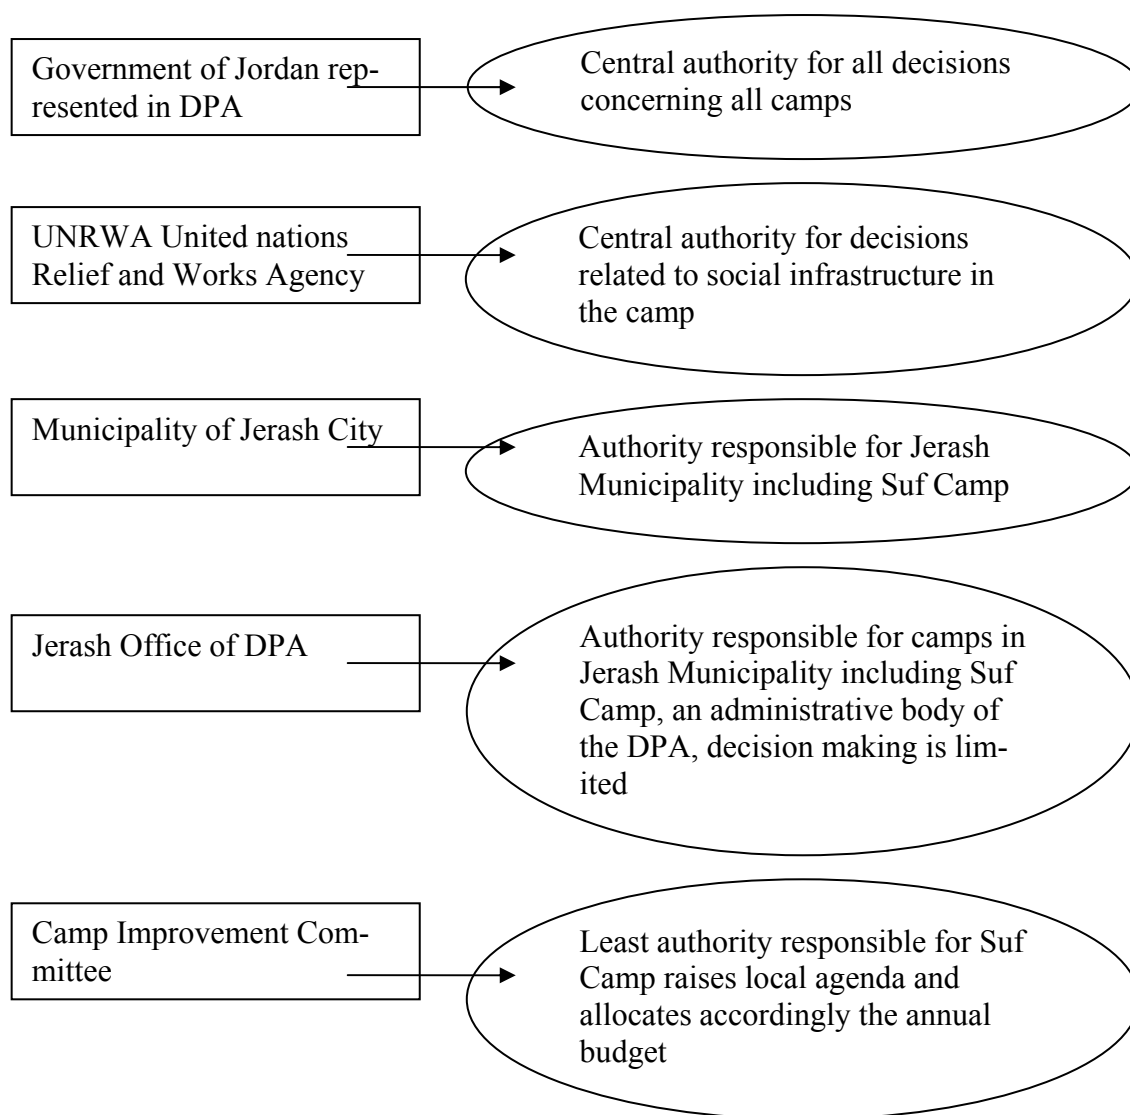 Government of Jordan rep-
resented in DPA
Central authority for all decisions
concerning all camps
UNRWA United nations
Relief and Works Agency
Central authority for decisions
related to social infrastructure in
the camp
Municipality of Jerash City
Authority responsible for Jerash
Municipality including Suf Camp
Jerash Office of DPA
Authority responsible for camps in
Jerash Municipality including Suf
Camp, an administrative body of
the DPA, decision making is lim-
ited
Camp Improvement Com-
mittee
Least authority responsible for Suf
Camp raises local agenda and
allocates accordingly the annual
budget